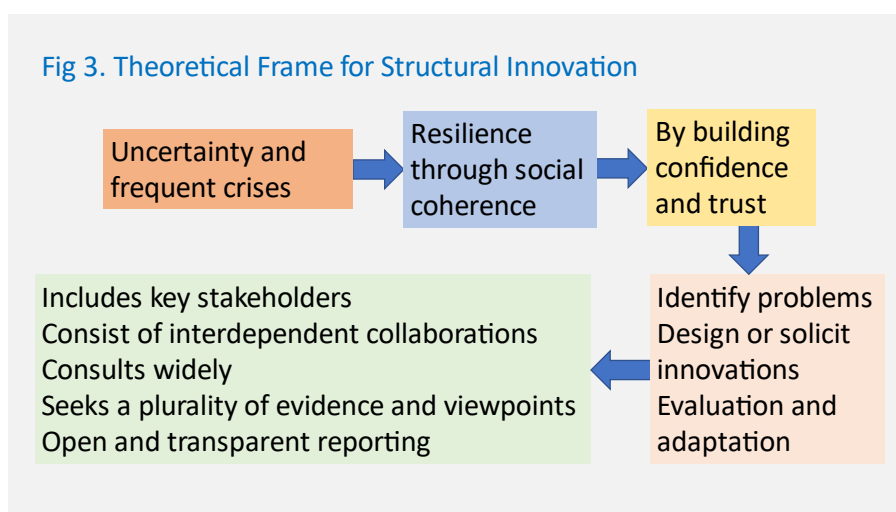 Fig 3. Theoretical Frame for Structural Innovation
Uncertainty and
frequent crises
Resilience
through social
coherence
By building
confidence
and trust
Identify problems
Design or solicit
innovations
Evaluation and
adaptation
Includes key stakeholders
Consist of interdependent collaborations
Consults widely
Seeks a plurality of evidence and viewpoints
Open and transparent reporting